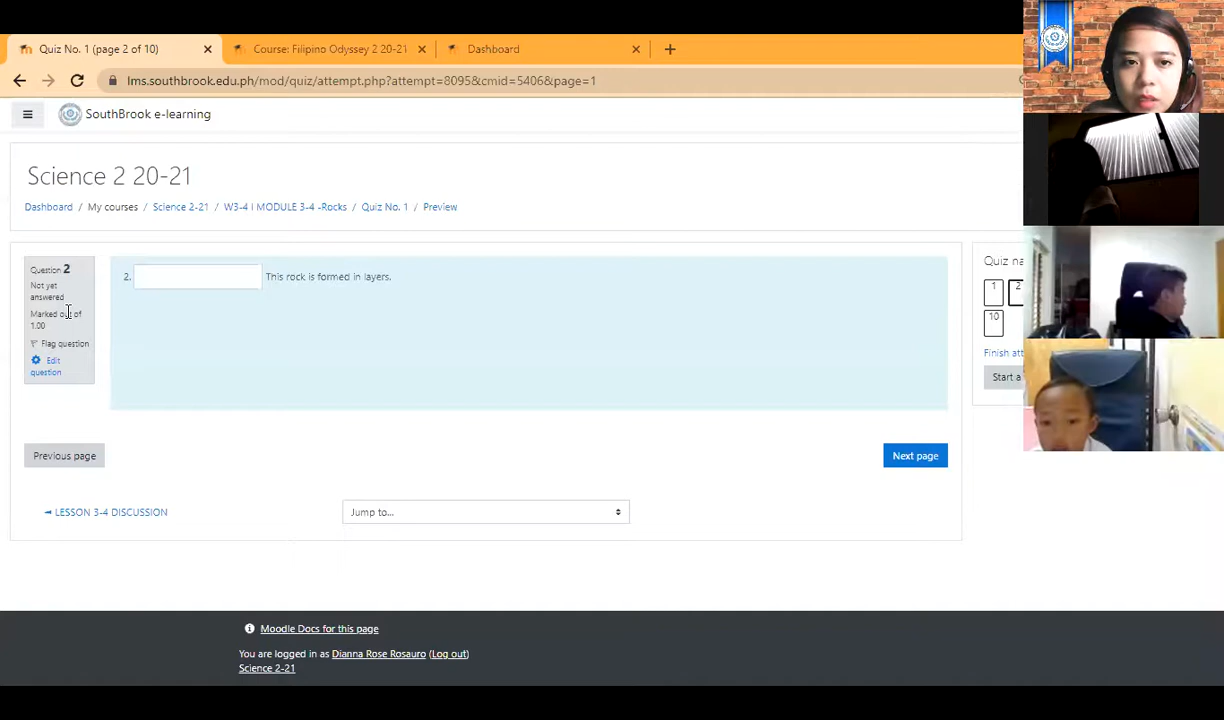 Quiz No. 1 (page 2 of 10)
Course: Filipino Odyssey 2 20-21
Dashboard
lms.southbrook.edu.ph/mod/quiz/attempt.php?attempt=8095&cmid=5406&page=1
SouthBrook e-learning
Science 2 20-21
Dashboard / My courses / Science 2-21 / W3-4 I MODULE 3-4 -Rocks / Quiz No. 1 / Preview
Question 2
Not yet
answered
Marked out of
1.00
Flag question
Edit
question
2. This rock is formed in layers.
Quiz na
1 2
10
Finish att
Start a
Previous page
Next page
◄ LESSON 3-4 DISCUSSION
Jump to...
Moodle Docs for this page
You are logged in as Dianna Rose Rosauro (Log out)
Science 2-21